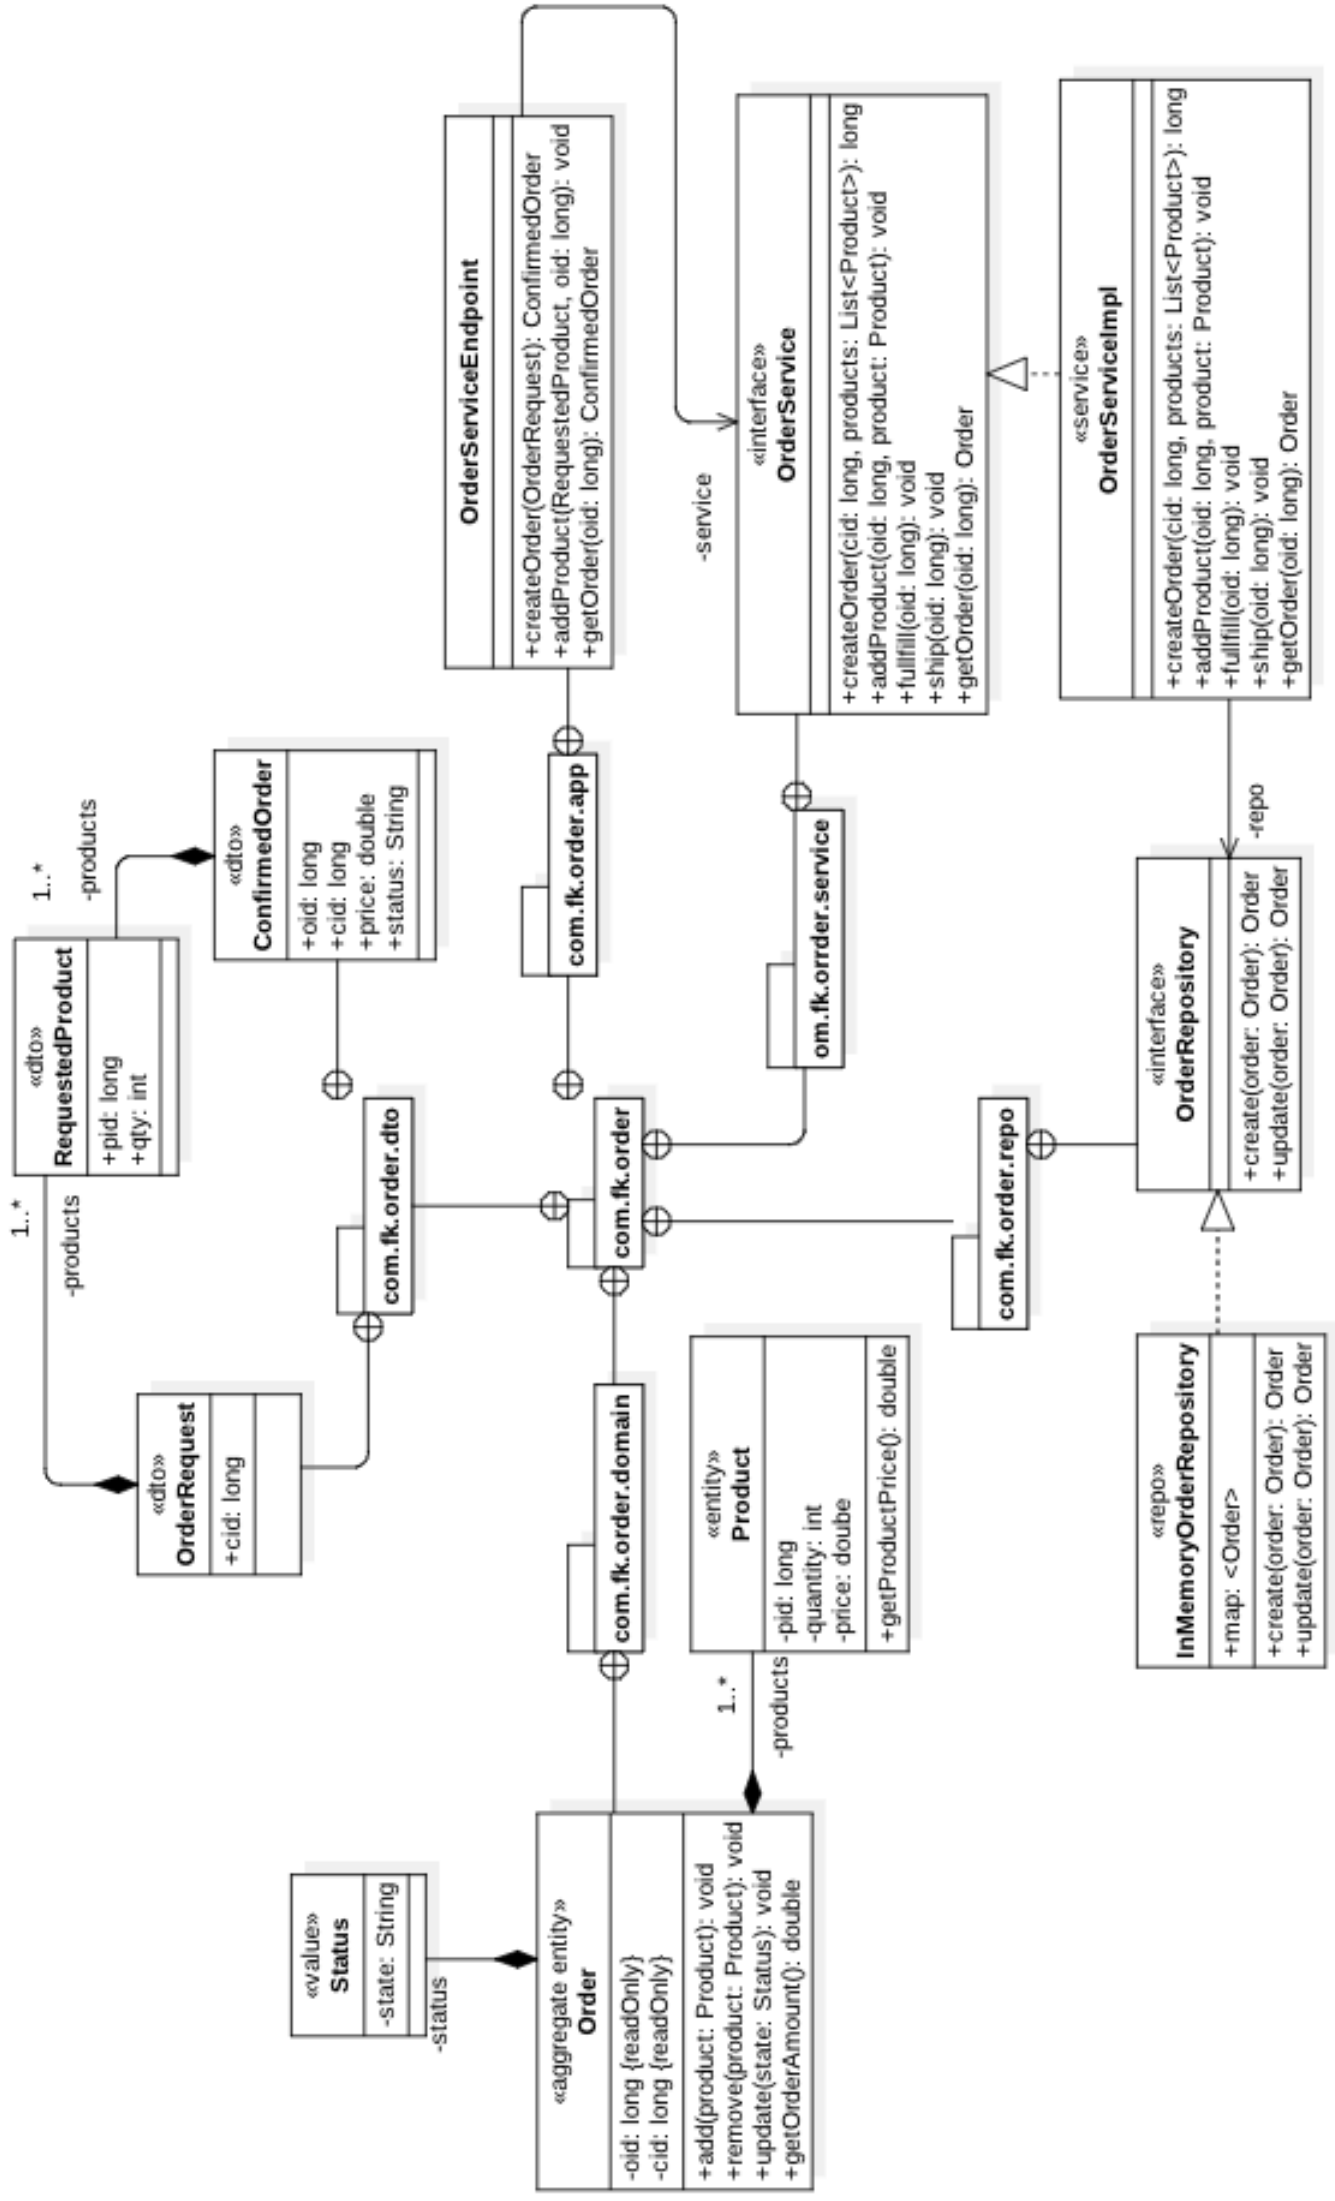 1..*
-products
«dto»
RequestedProduct
+pid: long
+qty: int
1..*
-products
«dto»
OrderRequest
+cid: long
«dto»
ConfirmedOrder
+oid: long
+cid: long
+price: double
+status: String
«value»
Status
-state: String
-status
com.fk.order.dto
OrderServiceEndpoint
+createOrder(OrderRequest): ConfirmedOrder
+addProduct(RequestedProduct, oid: long): void
+getOrder(oid: long): ConfirmedOrder
com.fk.order.app
«aggregate entity»
Order
-oid: long {readOnly}
-cid: long {readOnly}
+add(product: Product): void
+remove(product: Product): void
+update(state: Status): void
+getOrderAmount(): double
com.fk.order.domain
com.fk.order
1..*
-products
«entity»
Product
-pid: long
-quantity: int
-price: doube
+getProductPrice(): double
-service
«interface»
OrderService
+createOrder(cid: long, products: List<Product>): long
+addProduct(oid: long, product: Product): void
+fullfill(oid: long): void
+ship(oid: long): void
+getOrder(oid: long): Order
om.fk.orrder.service
com.fk.order.repo
«service»
OrderServiceImpl
+createOrder(cid: long, products: List<Product>): long
+addProduct(oid: long, product: Product): void
+fullfill(oid: long): void
+ship(oid: long): void
+getOrder(oid: long): Order
«repo»
InMemoryOrderRepository
+map: <Order>
+create(order: Order): Order
+update(order: Order): Order
«interface»
OrderRepository
+create(order: Order): Order
+update(order: Order): Order
-repo